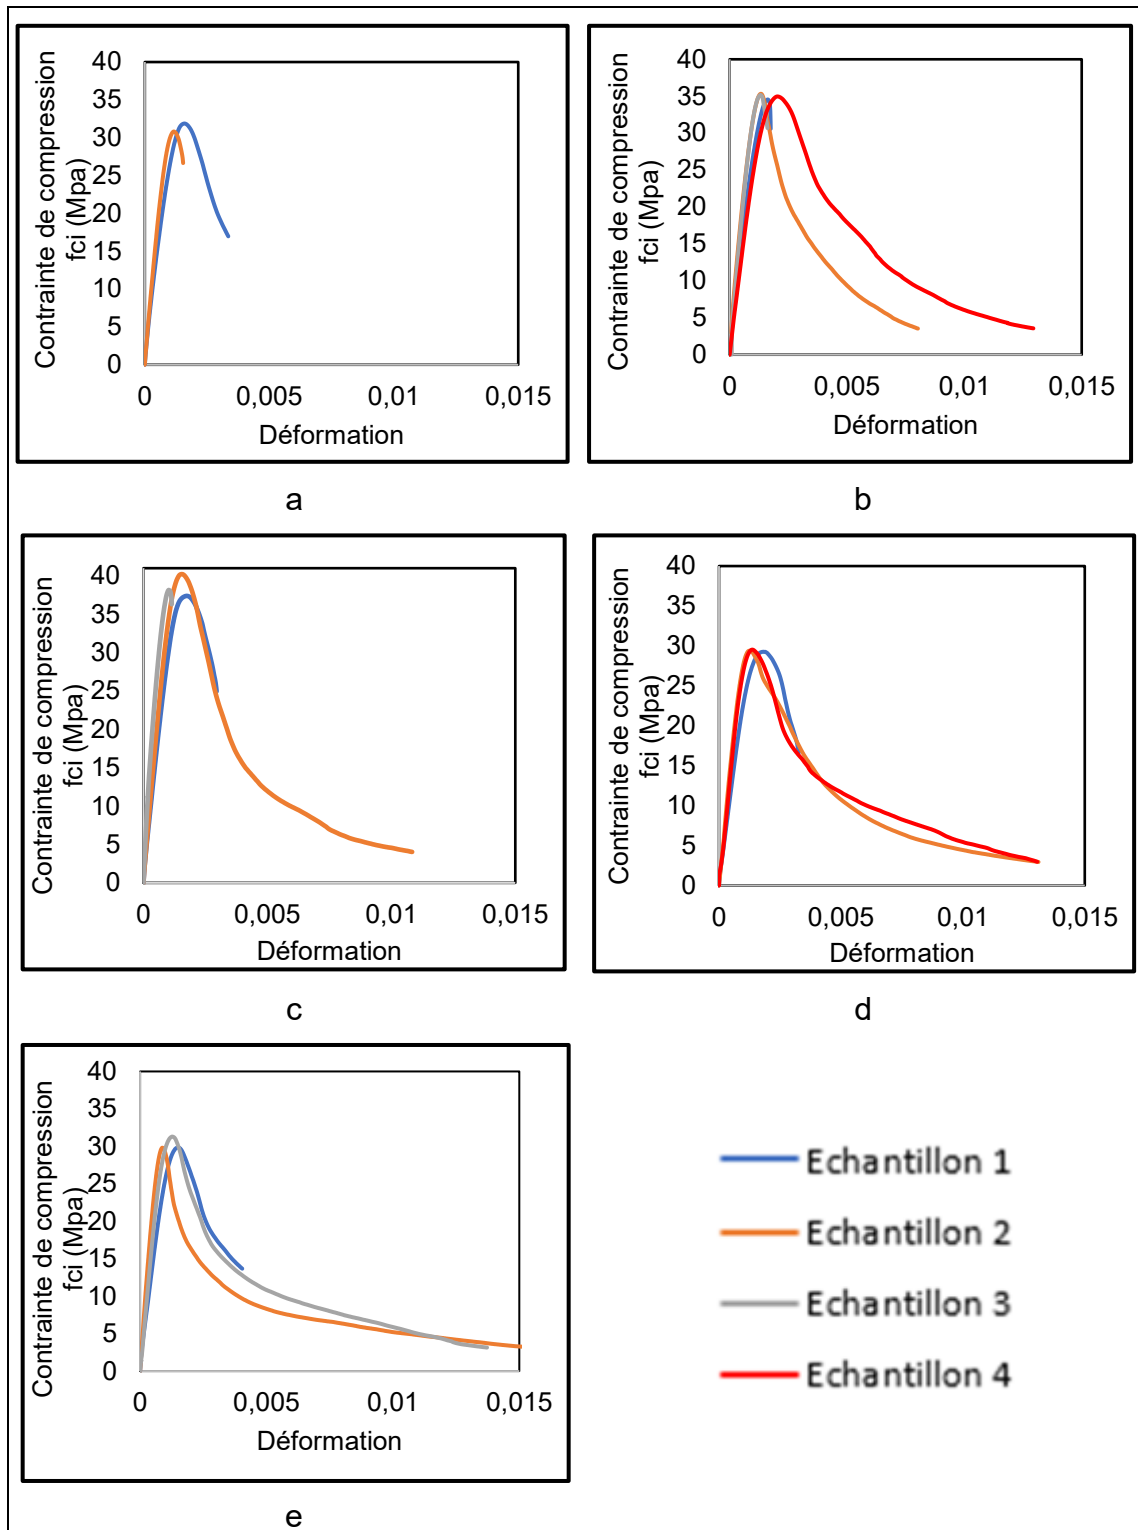 Contrainte de compression
fci (Mpa)
40
35
30
25
20
15
10
5
0
0 0,005 0,01 0,015
Déformation
a
Contrainte de compression
fci (Mpa)
40
35
30
25
20
15
10
5
0
0 0,005 0,01 0,015
Déformation
b
Contrainte de compression
fci (Mpa)
40
35
30
25
20
15
10
5
0
0 0,005 0,01 0,015
Déformation
c
Contrainte de compression
fci (Mpa)
40
35
30
25
20
15
10
5
0
0 0,005 0,01 0,015
Déformation
d
Contrainte de compression
fci (Mpa)
40
35
30
25
20
15
10
5
0
0 0,005 0,01 0,015
Déformation
e
Echantillon 1
Echantillon 2
Echantillon 3
Echantillon 4